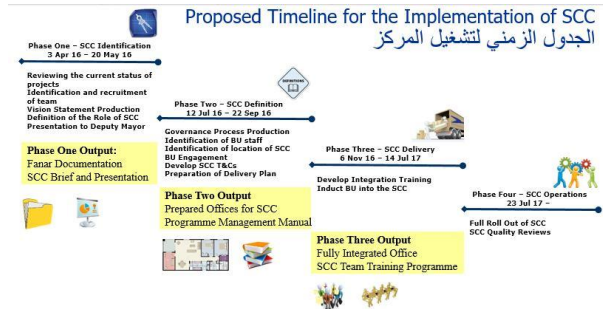 Proposed Timeline for the Implementation of SCC
الجدول الزمني لتشغيل المركز
Phase One – SCC Identification
3 Apr 16 – 20 May 16
Reviewing the current status of
projects
Identification and recruitment
of team
Vision Statement Production
Definition of the Role of SCC
Presentation to Deputy Mayor
Phase One Output:
Fanar Documentation
SCC Brief and Presentation
DEFINITIONS
Phase Two – SCC Definition
12 Jul 16 – 22 Sep 16
Governance Process Production
Identification of BU staff
Identification of location of SCC
BU Engagement
Develop SCC T&Cs
Preparation of Delivery Plan
Phase Two Output
Prepared Offices for SCC
Programme Management Manual
Phase Three – SCC Delivery
6 Nov 16 – 14 Jul 17
Develop Integration Training
Induct BU into the SCC
Phase Three Output
Fully Integrated Office
SCC Team Training Programme
Phase Four – SCC Operations
23 Jul 17 –
Full Roll Out of SCC
SCC Quality Reviews